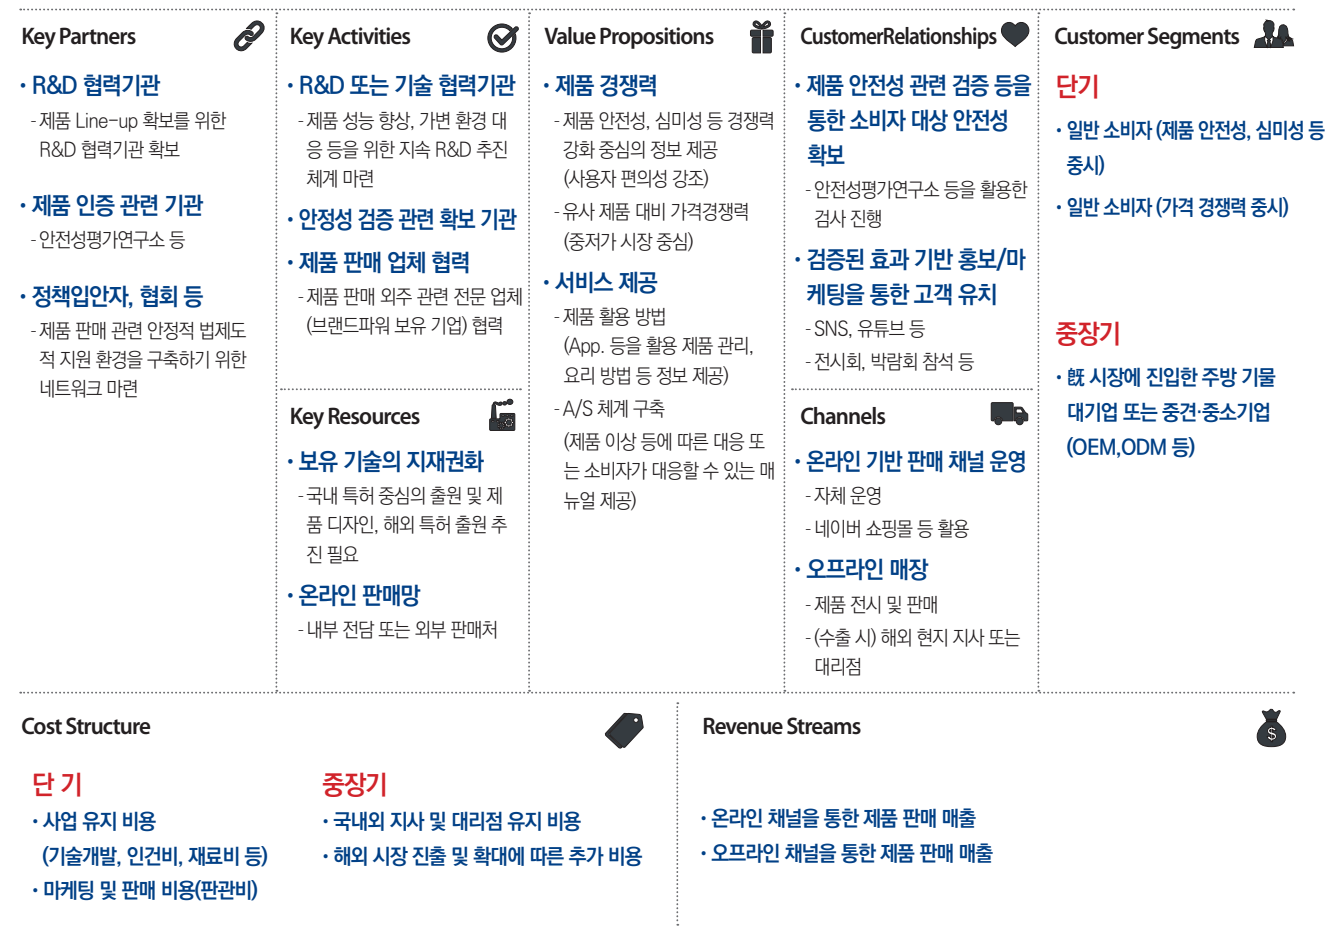 Key Partners
• R&D 협력기관
- 제품 Line-up 확보를 위한
R&D 협력기관 확보
• 제품 인증 관련 기관
- 안전성평가연구소 등
• 정책입안자, 협회 등
- 제품 판매 관련 안정적 법제도
적 지원 환경을 구축하기 위한
네트워크 마련
Key Activities
• R&D 또는 기술 협력기관
- 제품 성능 향상, 가변 환경 대
응 등을 위한 지속 R&D 추진
체계 마련
• 안정성 검증 관련 확보 기관
• 제품 판매 업체 협력
- 제품 판매 외주 관련 전문 업체
(브랜드파워 보유 기업) 협력
Key Resources
• 보유 기술의 지재권화
- 국내 특허 중심의 출원 및 제
품 디자인, 해외 특허 출원 추
진 필요
• 온라인 판매망
- 내부 전담 또는 외부 판매처
Value Propositions
• 제품 경쟁력
- 제품 안전성, 심미성 등 경쟁력
강화 중심의 정보 제공
(사용자 편의성 강조)
- 유사 제품 대비 가격경쟁력
(중저가 시장 중심)
• 서비스 제공
- 제품 활용 방법
(App. 등을 활용 제품 관리,
요리 방법 등 정보 제공)
- A/S 체계 구축
(제품 이상 등에 따른 대응 또
는 소비자가 대응할 수 있는 매
뉴얼 제공)
CustomerRelationships
• 제품 안전성 관련 검증 등을
통한 소비자 대상 안전성
확보
- 안전성평가연구소 등을 활용한
검사 진행
• 검증된 효과 기반 홍보/마
케팅을 통한 고객 유치
- SNS, 유튜브 등
- 전시회, 박람회 참석 등
Channels
• 온라인 기반 판매 채널 운영
- 자체 운영
- 네이버 쇼핑몰 등 활용
• 오프라인 매장
- 제품 전시 및 판매
- (수출 시) 해외 현지 지사 또는
대리점
Customer Segments
단기
• 일반 소비자 (제품 안전성, 심미성 등
중시)
• 일반 소비자 (가격 경쟁력 중시)
중장기
• 旣 시장에 진입한 주방 기물
대기업 또는 중견·중소기업
(OEM,ODM 등)
Cost Structure
단 기
• 사업 유지 비용
(기술개발, 인건비, 재료비 등)
• 마케팅 및 판매 비용(판관비)
중장기
• 국내외 지사 및 대리점 유지 비용
• 해외 시장 진출 및 확대에 따른 추가 비용
Revenue Streams
$
• 온라인 채널을 통한 제품 판매 매출
• 오프라인 채널을 통한 제품 판매 매출